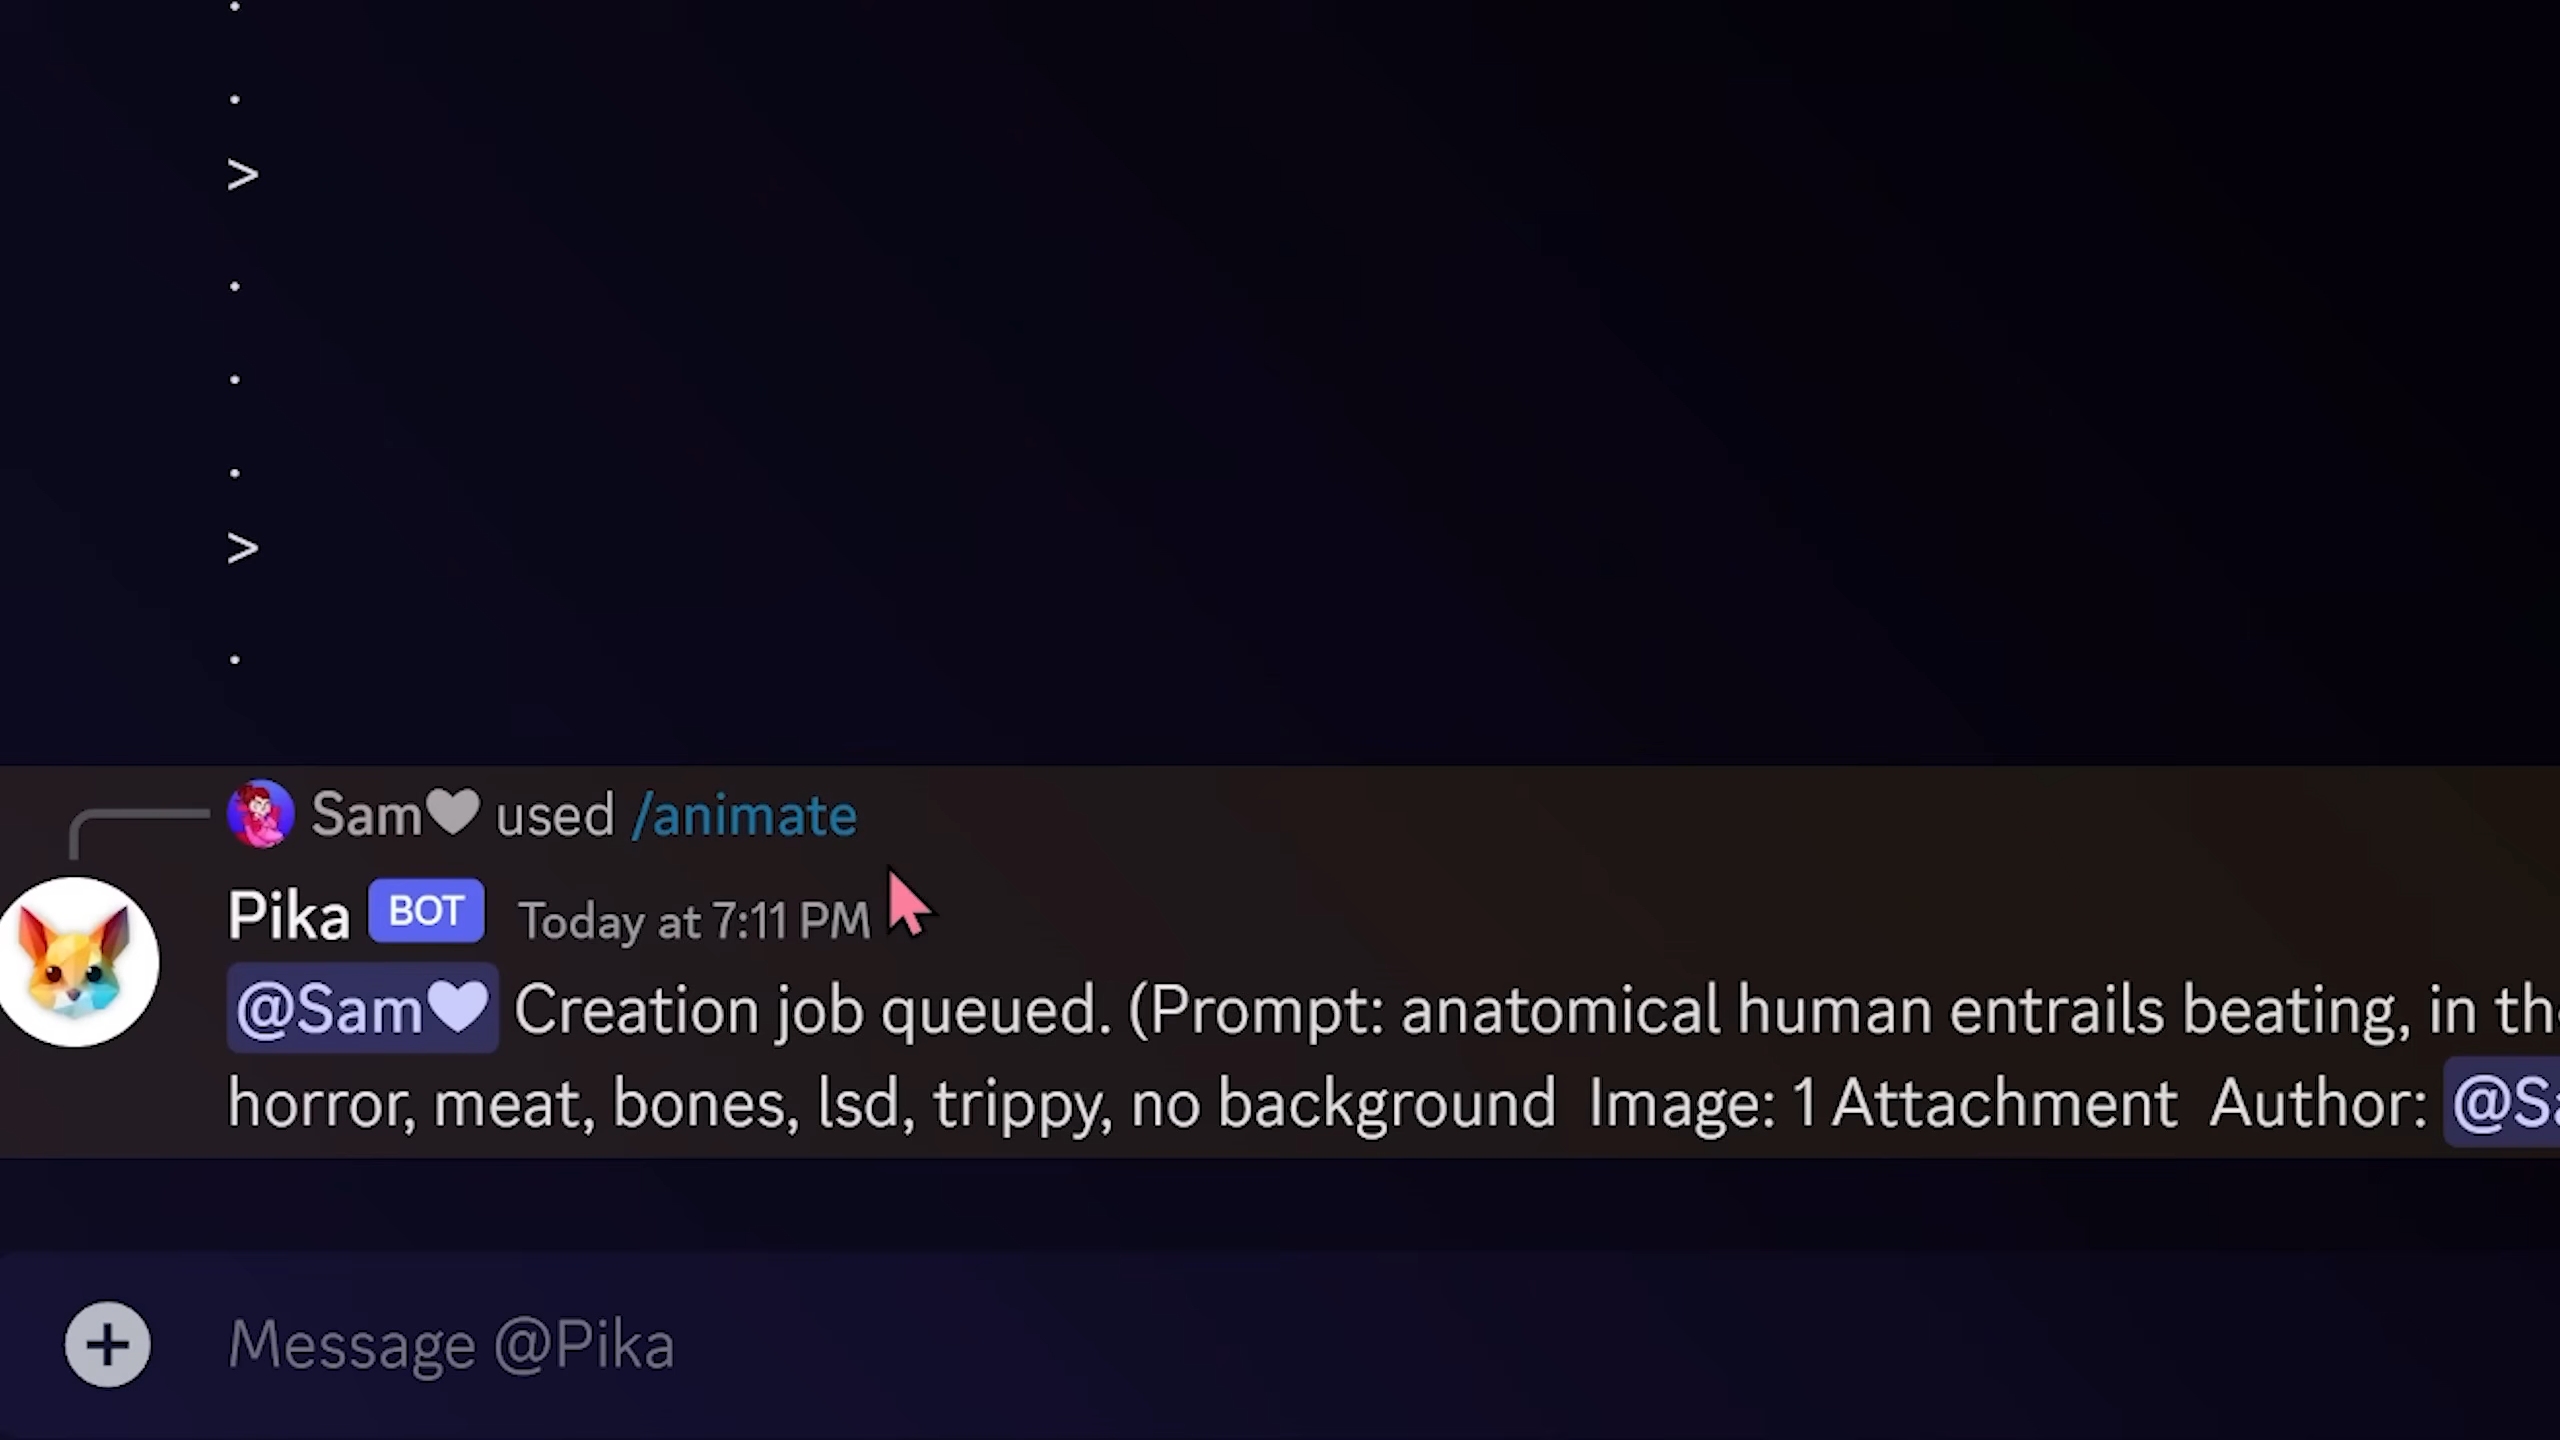 .
.
>
.
.
.
>
.
Sam🤍 used /animate
Pika BOT Today at 7:11 PM
@Sam🤍 Creation job queued. (Prompt: anatomical human entrails beating, in
horror, meat, bones, lsd, trippy, no background Image: 1 Attachment Author:
Message @Pika